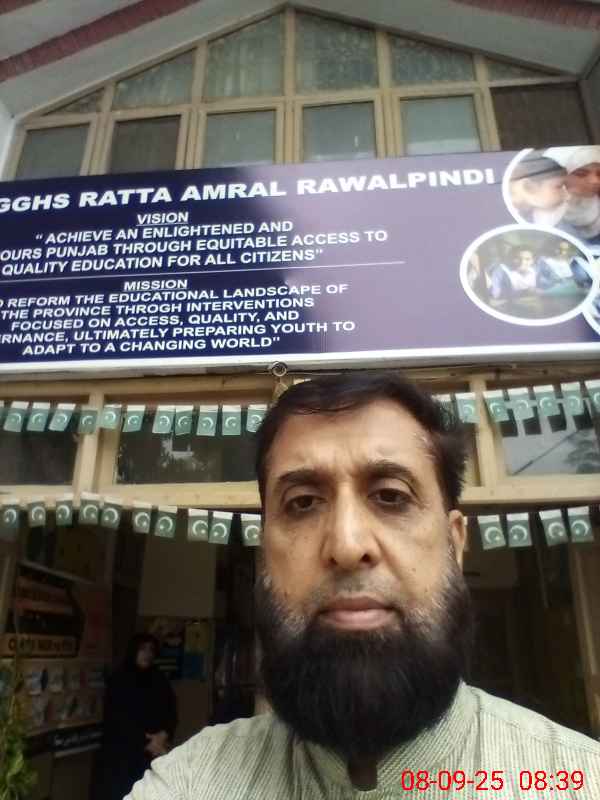 GGHS RATTA AMRAL RAWALPINDI
VISION
“ ACHIEVE AN ENLIGHTENED AND
OURS PUNJAB THROUGH EQUITABLE ACCESS TO
QUALITY EDUCATION FOR ALL CITIZENS”
MISSION
O REFORM THE EDUCATIONAL LANDSCAPE OF
THE PROVINCE THROGH INTERVENTIONS
FOCUSED ON ACCESS, QUALITY, AND
ERNANCE, ULTIMATELY PREPARING YOUTH TO
ADAPT TO A CHANGING WORLD"
08-09-25 08:39